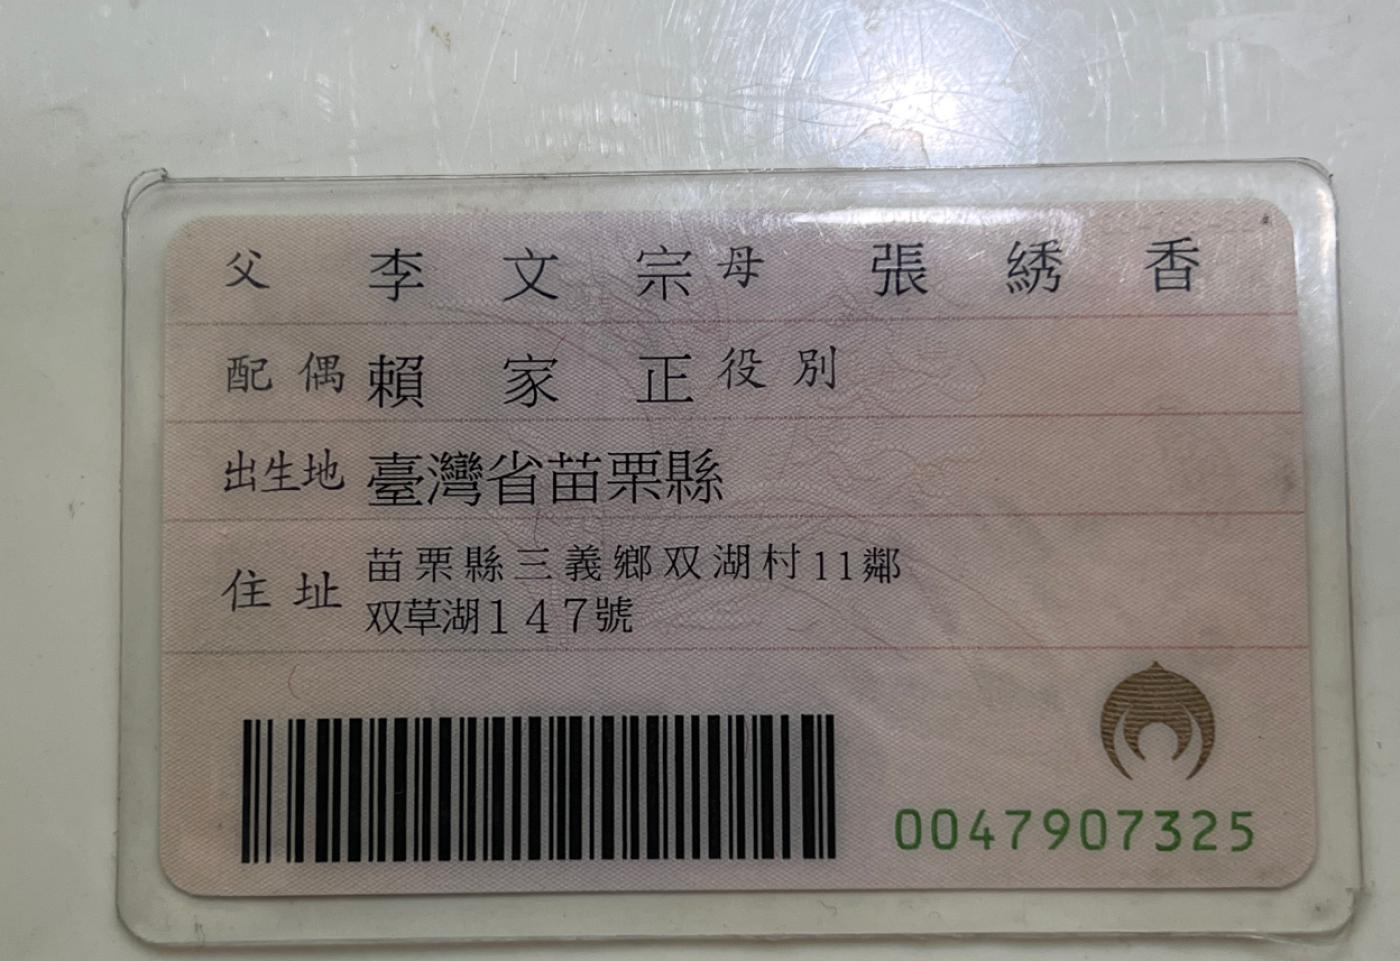 父 李文宗 母 張綉香
配偶 賴家正 役別
出生地 臺灣省苗栗縣
住址 苗栗縣三義鄉双湖村11鄰
双草湖147號
0047907325